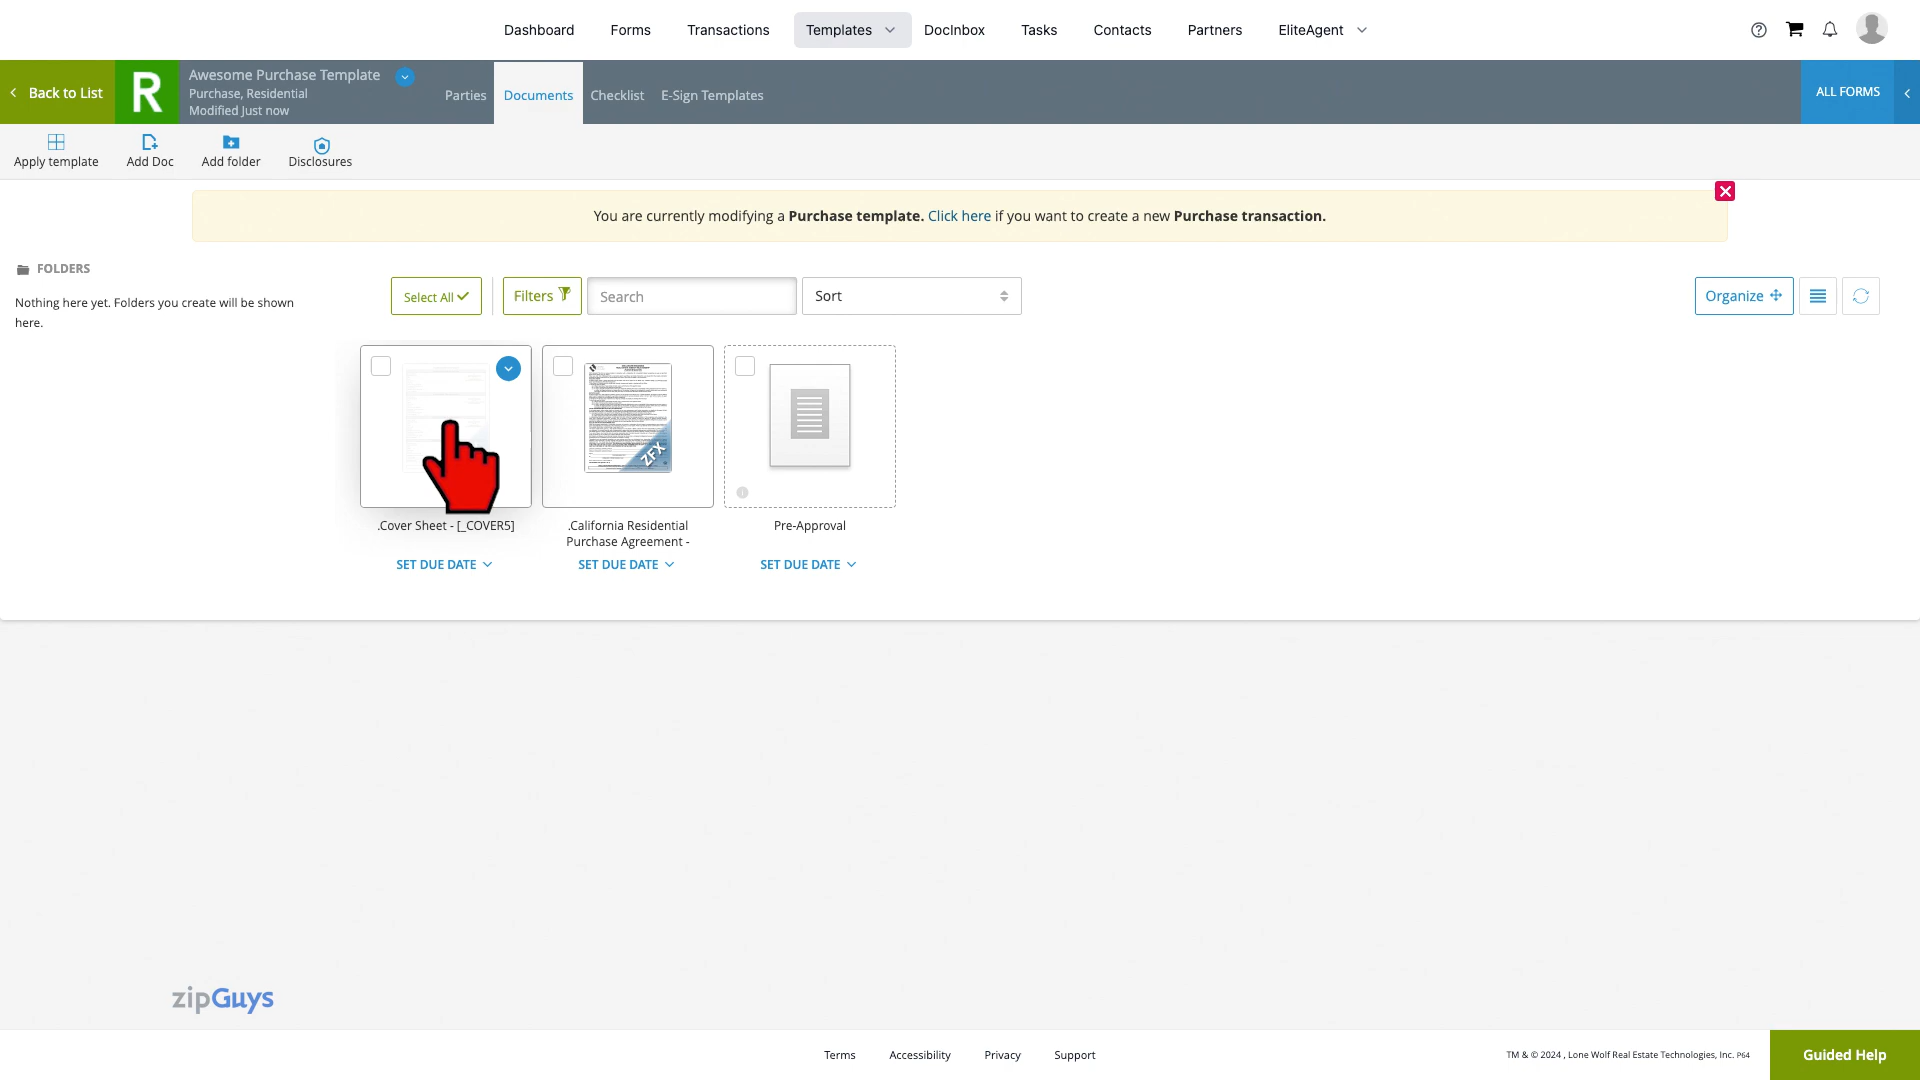 Dashboard
Forms
Transactions
Templates
DocInbox
Tasks
Contacts
Partners
EliteAgent
Back to List
R
Awesome Purchase Template
Purchase, Residential
Modified Just now
Parties
Documents
Checklist
E-Sign Templates
ALL FORMS
Apply template
Add Doc
Add folder
Disclosures
You are currently modifying a Purchase template. Click here if you want to create a new Purchase transaction.
FOLDERS
Nothing here yet. Folders you create will be shown
here.
Select All
Filters
Search
Sort
Organize
ZFX
.Cover Sheet - [_COVER5]
.California Residential
Purchase Agreement -
Pre-Approval
SET DUE DATE
SET DUE DATE
SET DUE DATE
zipGuys
Terms
Accessibility
Privacy
Support
TM & © 2024 , Lone Wolf Real Estate Technologies, Inc. P64
Guided Help